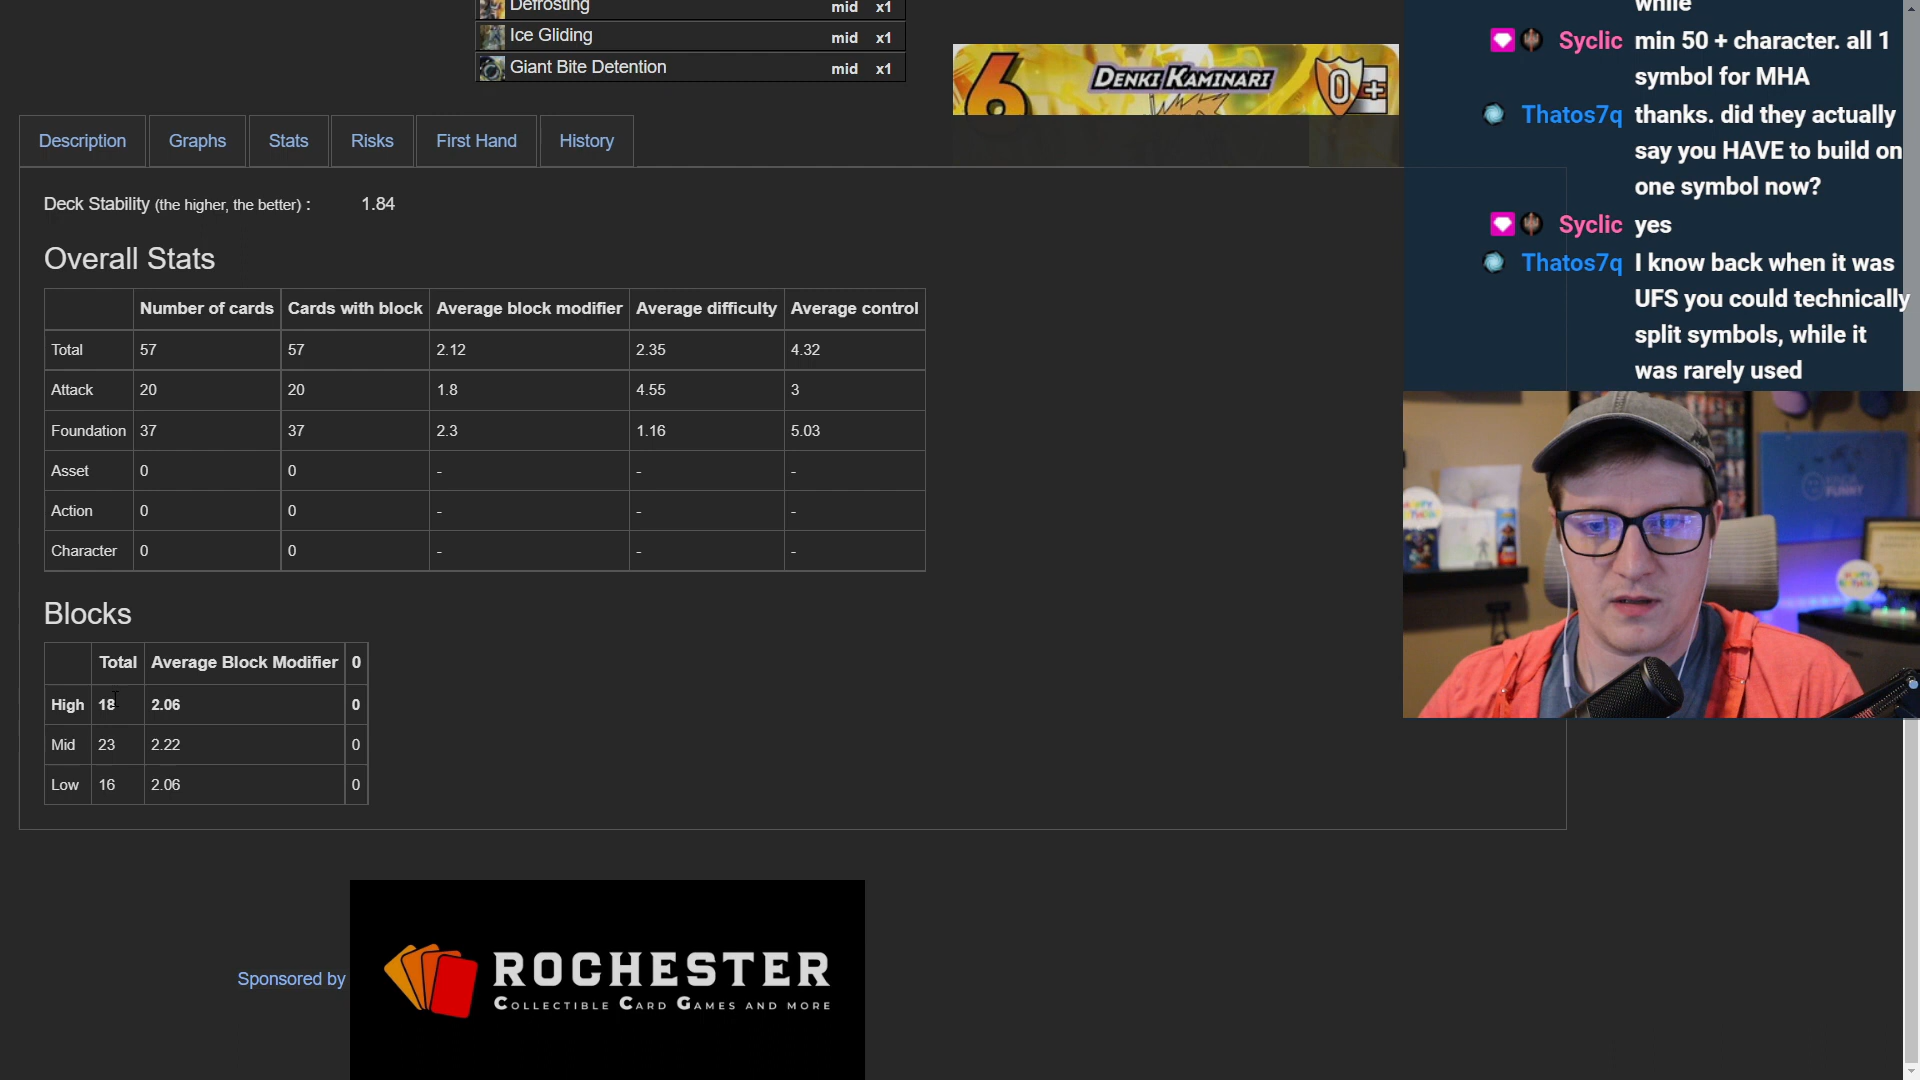 Defrosting mid x1
Ice Gliding mid x1
Giant Bite Detention mid x1
6 DENKI KAMINARI 0 +
Description Graphs Stats Risks First Hand History
Deck Stability (the higher, the better) : 1.84
Overall Stats
Number of cards Cards with block Average block modifier Average difficulty Average control
Total 57 57 2.12 2.35 4.32
Attack 20 20 1.8 4.55 3
Foundation 37 37 2.3 1.16 5.03
Asset 0 0 - - -
Action 0 0 - - -
Character 0 0 - - -
Blocks
Total Average Block Modifier 0
High 18 2.06 0
Mid 23 2.22 0
Low 16 2.06 0
Sponsored by
ROCHESTER
COLLECTIBLE CARD GAMES AND MORE
while
Syclic min 50 + character. all 1
symbol for MHA
Thatos7q thanks. did they actually
say you HAVE to build on
one symbol now?
Syclic yes
Thatos7q I know back when it was
UFS you could technically
split symbols, while it
was rarely used
FUNNY